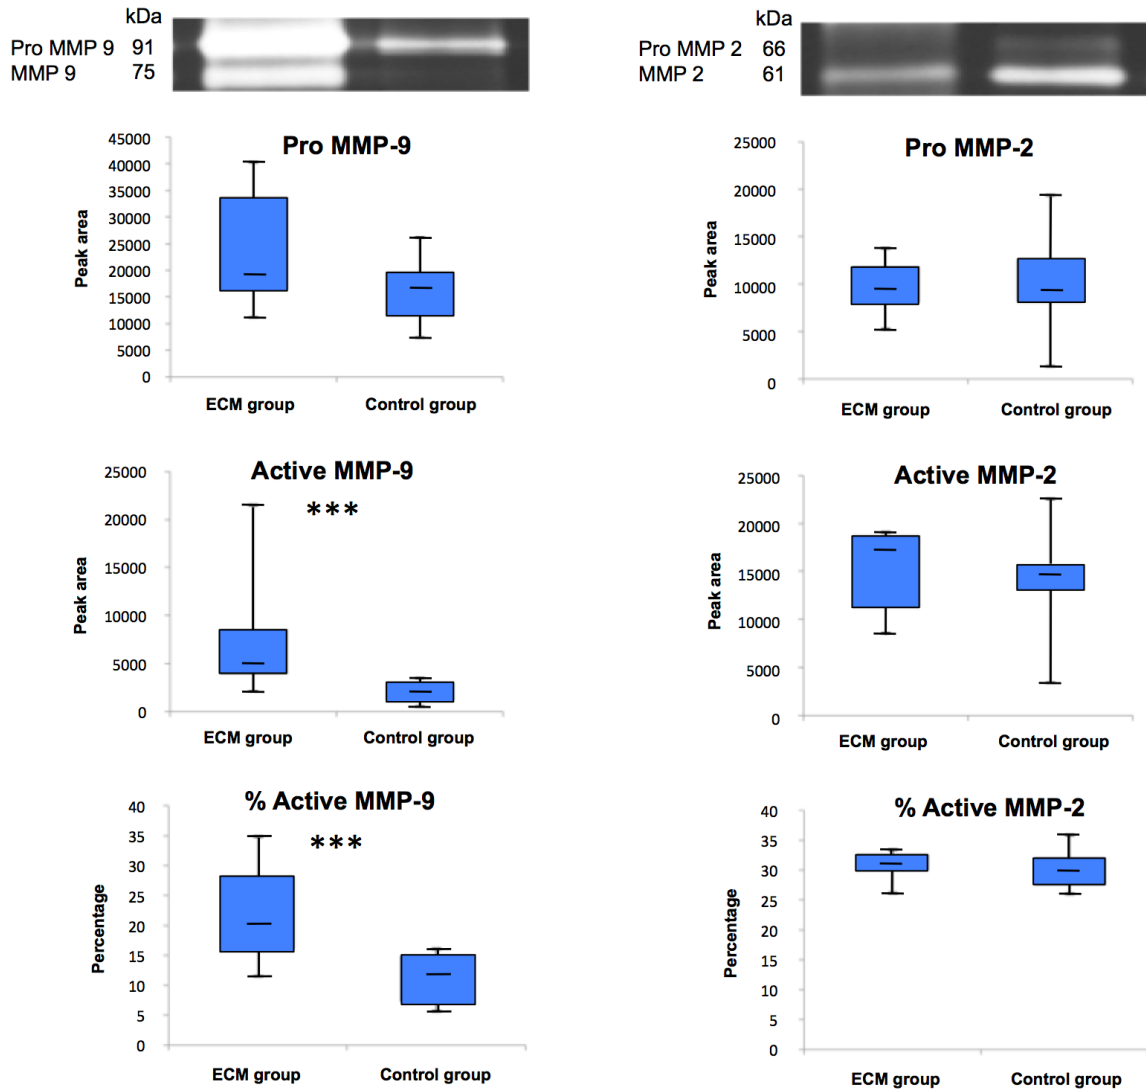 kDa
Pro MMP 9 91
MMP 9 75
kDa
Pro MMP 2 66
MMP 2 61
Pro MMP-9
45000
40000
35000
30000
25000
20000
15000
10000
5000
0
Peak area
ECM group Control group
Pro MMP-2
25000
20000
15000
10000
5000
0
Peak area
ECM group Control group
Active MMP-9
***
25000
20000
15000
10000
5000
0
Peak area
ECM group Control group
Active MMP-2
25000
20000
15000
10000
5000
0
Peak area
ECM group Control group
% Active MMP-9
***
40
35
30
25
20
15
10
5
0
Percentage
ECM group Control group
% Active MMP-2
40
35
30
25
20
15
10
5
0
Percentage
ECM group Control group